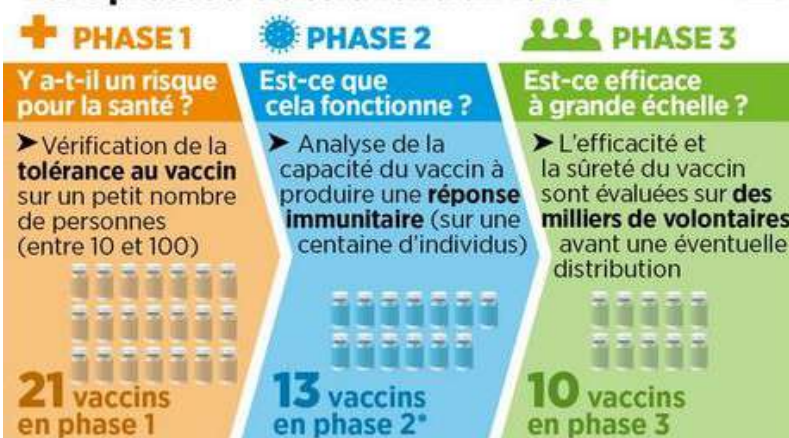 PHASE 1
Y a-t-il un risque
pour la santé ?
➤ Vérification de la
tolérance au vaccin
sur un petit nombre
de personnes
(entre 10 et 100)
21 vaccins
en phase 1
PHASE 2
Est-ce que
cela fonctionne ?
➤ Analyse de la
capacité du vaccin à
produire une réponse
immunitaire (sur une
centaine d'individus)
13 vaccins
en phase 2*
PHASE 3
Est-ce efficace
à grande échelle ?
➤ L'efficacité et
la sûreté du vaccin
sont évaluées sur des
milliers de volontaires
avant une éventuelle
distribution
10 vaccins
en phase 3